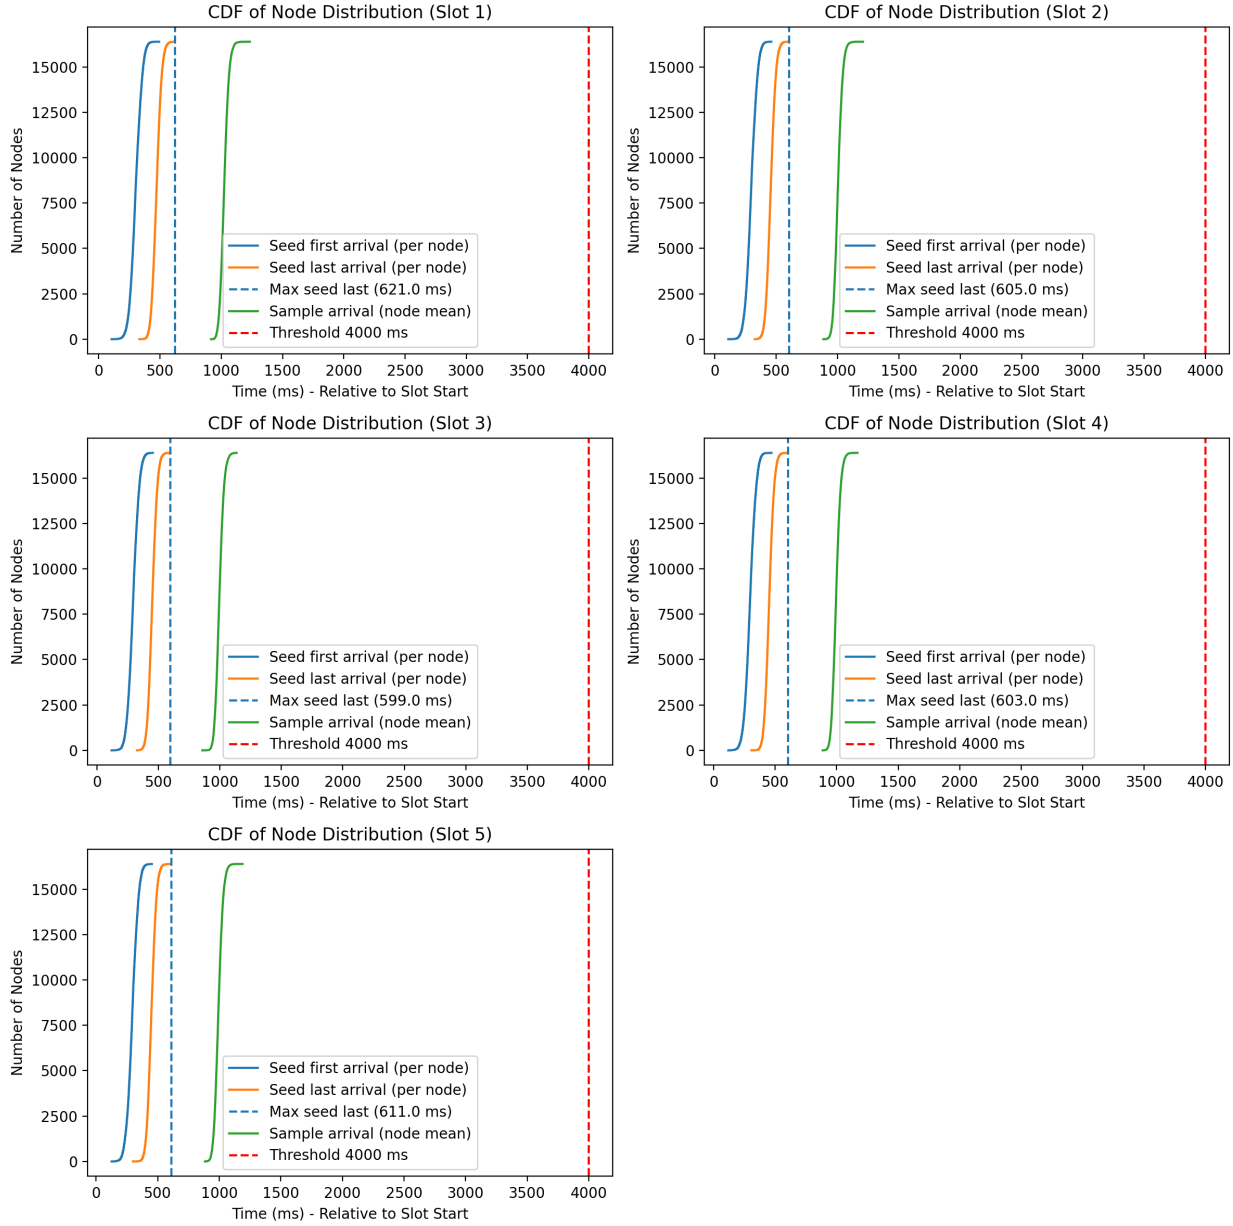 CDF of Node Distribution (Slot 1)
Number of Nodes
15000
12500
10000
7500
5000
2500
0
Seed first arrival (per node)
Seed last arrival (per node)
Max seed last (621.0 ms)
Sample arrival (node mean)
Threshold 4000 ms
0 500 1000 1500 2000 2500 3000 3500 4000
Time (ms) - Relative to Slot Start
CDF of Node Distribution (Slot 2)
Number of Nodes
15000
12500
10000
7500
5000
2500
0
Seed first arrival (per node)
Seed last arrival (per node)
Max seed last (605.0 ms)
Sample arrival (node mean)
Threshold 4000 ms
0 500 1000 1500 2000 2500 3000 3500 4000
Time (ms) - Relative to Slot Start
CDF of Node Distribution (Slot 3)
Number of Nodes
15000
12500
10000
7500
5000
2500
0
Seed first arrival (per node)
Seed last arrival (per node)
Max seed last (599.0 ms)
Sample arrival (node mean)
Threshold 4000 ms
0 500 1000 1500 2000 2500 3000 3500 4000
Time (ms) - Relative to Slot Start
CDF of Node Distribution (Slot 4)
Number of Nodes
15000
12500
10000
7500
5000
2500
0
Seed first arrival (per node)
Seed last arrival (per node)
Max seed last (603.0 ms)
Sample arrival (node mean)
Threshold 4000 ms
0 500 1000 1500 2000 2500 3000 3500 4000
Time (ms) - Relative to Slot Start
CDF of Node Distribution (Slot 5)
Number of Nodes
15000
12500
10000
7500
5000
2500
0
Seed first arrival (per node)
Seed last arrival (per node)
Max seed last (611.0 ms)
Sample arrival (node mean)
Threshold 4000 ms
0 500 1000 1500 2000 2500 3000 3500 4000
Time (ms) - Relative to Slot Start